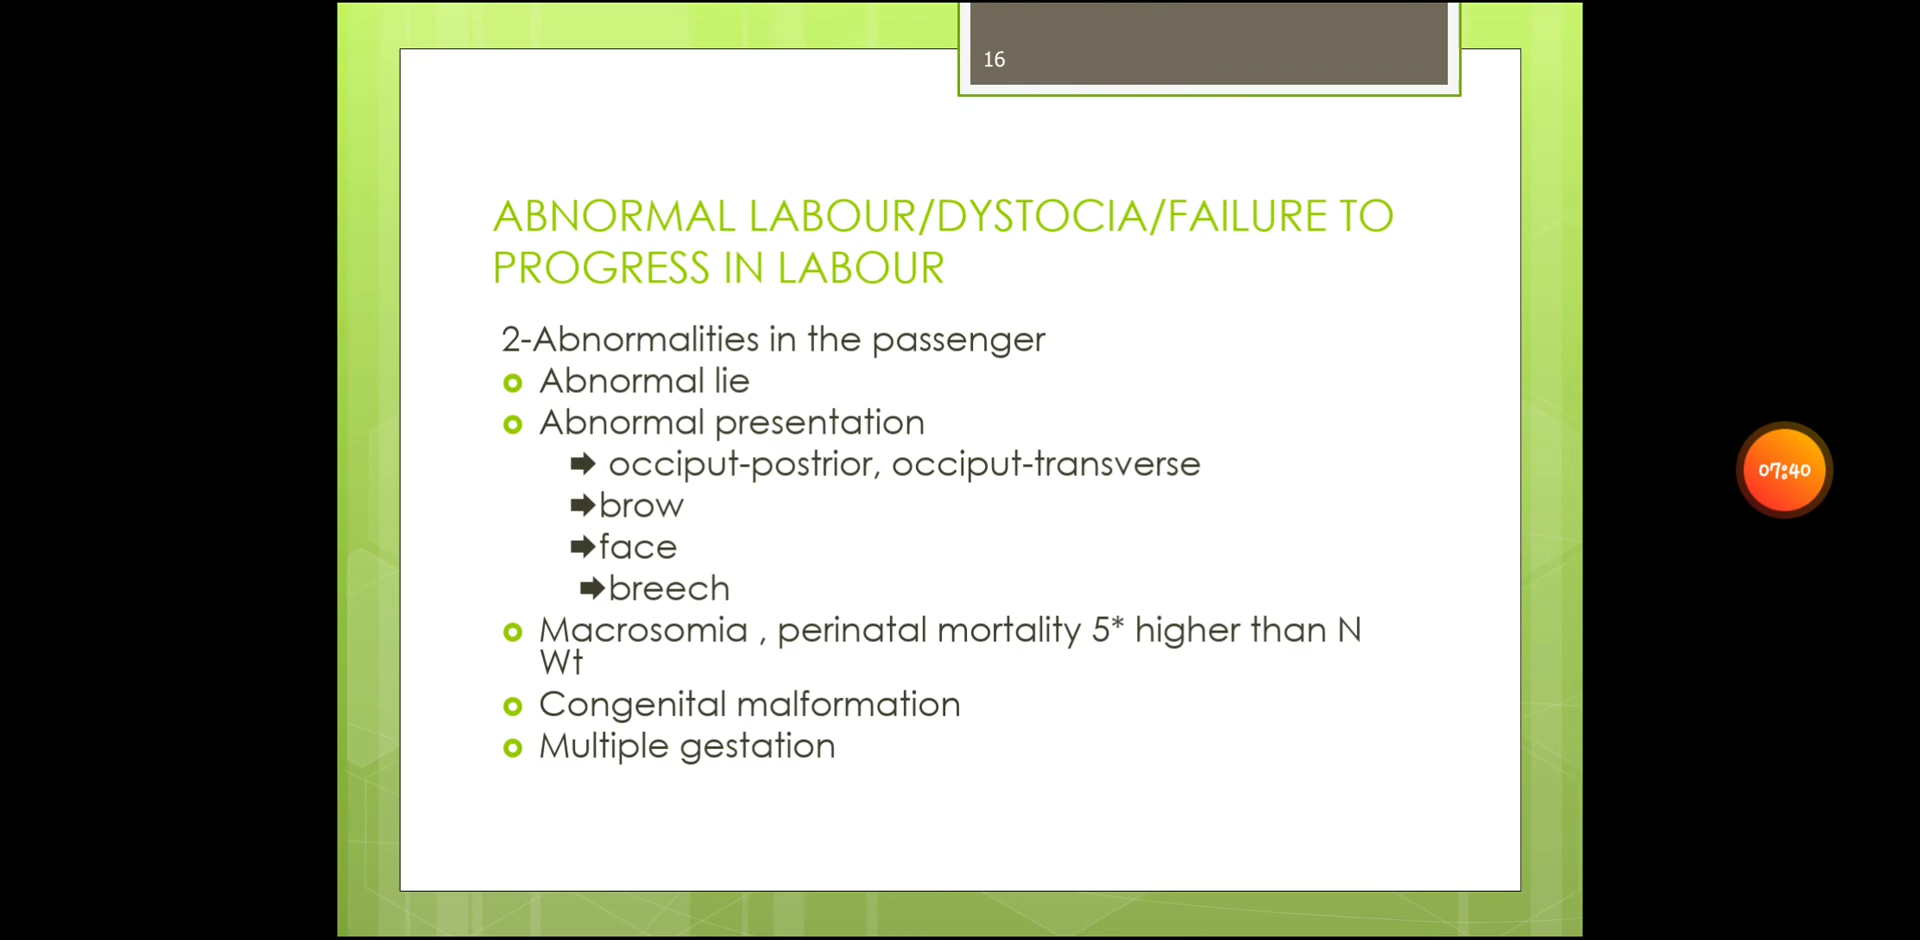 16
ABNORMAL LABOUR/DYSTOCIA/FAILURE TO
PROGRESS IN LABOUR
2-Abnormalities in the passenger
Abnormal lie
Abnormal presentation
occiput-postrior, occiput-transverse
brow
face
breech
Macrosomia , perinatal mortality 5* higher than N
Wt
Congenital malformation
Multiple gestation
07:40